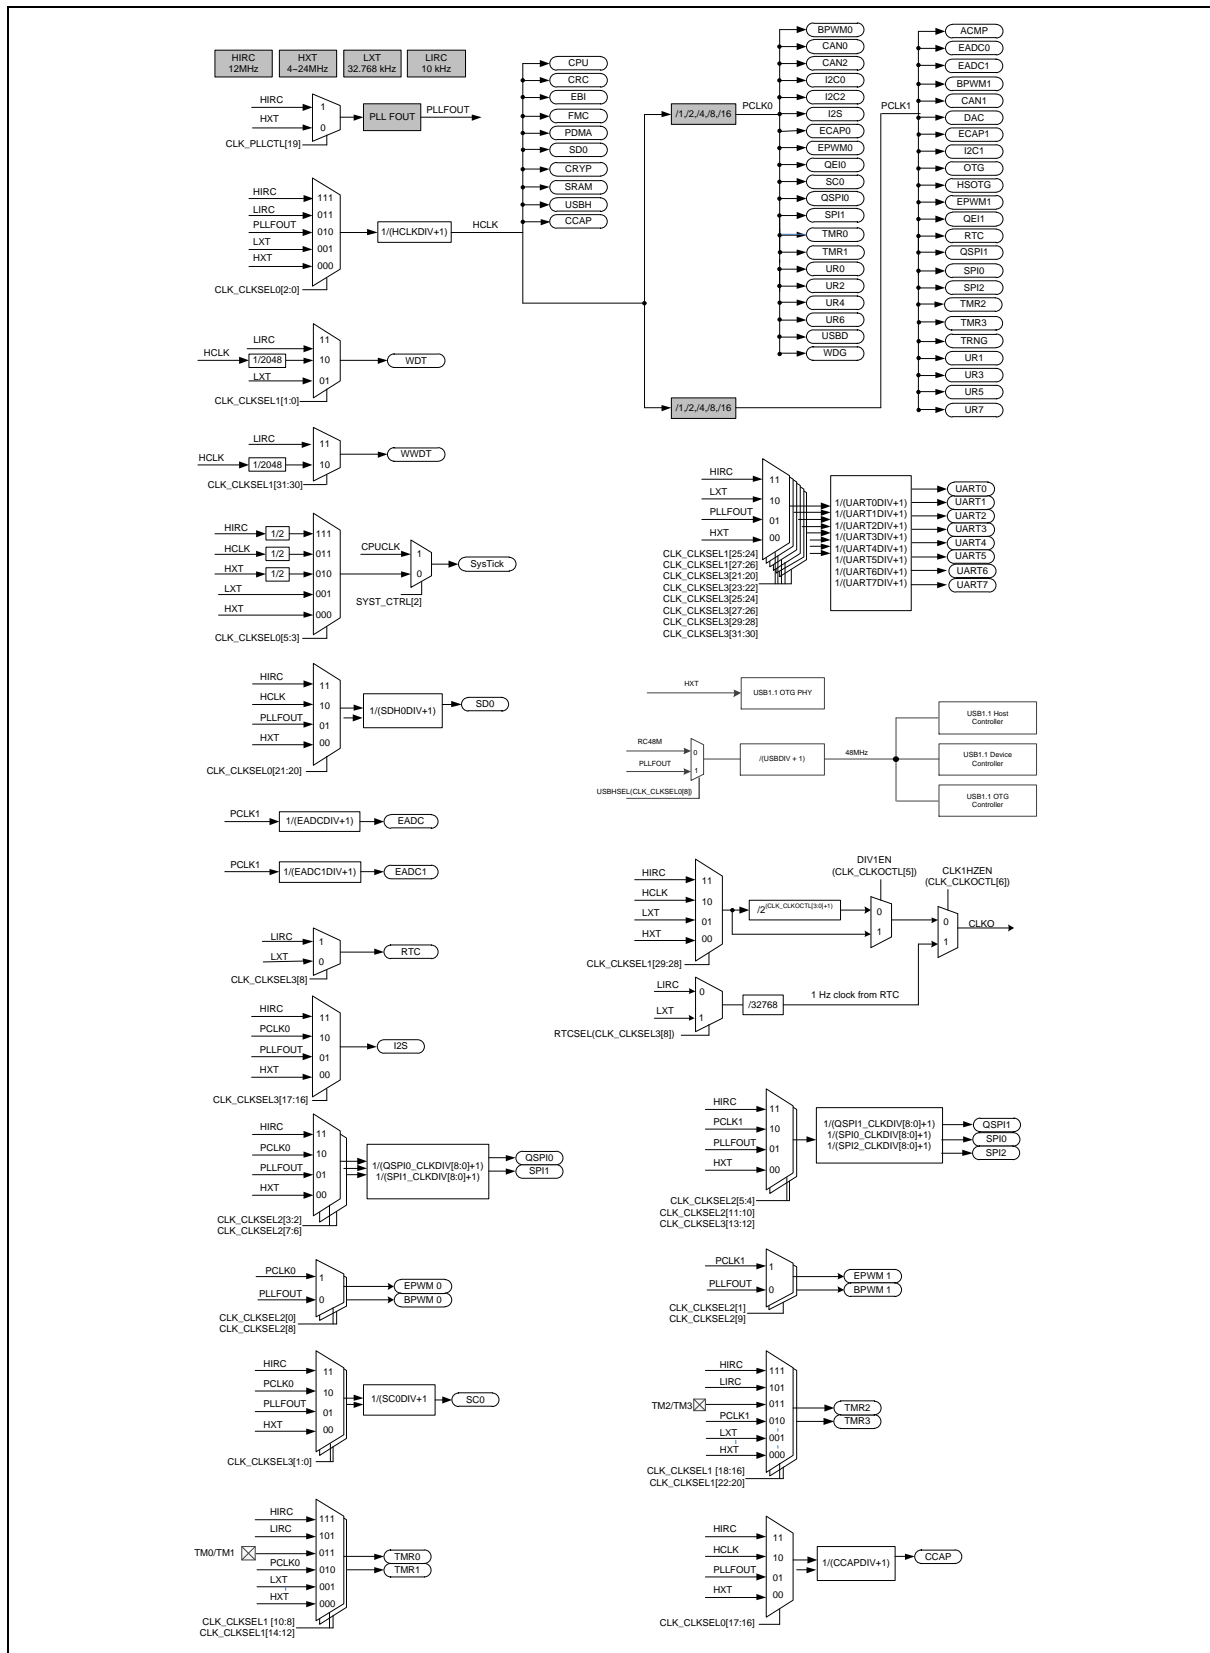 HIRC
12MHz
HXT
4~24MHz
LXT
32.768 kHz
LIRC
10 kHz
HIRC
HXT
1
0
PLL FOUT
PLLFOUT
CLK_PLLCTL[19]
HIRC
LIRC
PLLFOUT
LXT
HXT
111
011
010
001
000
1/(HCLKDIV+1)
HCLK
CLK_CLKSEL0[2:0]
CPU
CRC
EBI
FMC
PDMA
SD0
CRYP
SRAM
USBH
CCAP
/1,/2,/4,/8,/16
PCLK0
BPWM0
CAN0
CAN2
I2C0
I2C2
I2S
ECAP0
EPWM0
QEI0
SC0
QSPI0
SPI1
TMR0
TMR1
UR0
UR2
UR4
UR6
USBD
WDG
/1,/2,/4,/8,/16
PCLK1
ACMP
EADC0
EADC1
BPWM1
CAN1
DAC
ECAP1
I2C1
OTG
HSOTG
EPWM1
QEI1
RTC
QSPI1
SPI0
SPI2
TMR2
TMR3
TRNG
UR1
UR3
UR5
UR7
LIRC
HCLK
1/2048
LXT
11
10
01
WDT
CLK_CLKSEL1[1:0]
LIRC
HCLK
1/2048
11
10
WWDT
CLK_CLKSEL1[31:30]
HIRC
1/2
HCLK
1/2
HXT
1/2
LXT
HXT
111
011
010
001
000
CPUCLK
1
0
SysTick
SYST_CTRL[2]
CLK_CLKSEL0[5:3]
HIRC
LXT
PLLFOUT
HXT
11
10
01
00
CLK_CLKSEL1[25:24]
CLK_CLKSEL1[27:26]
CLK_CLKSEL3[21:20]
CLK_CLKSEL3[23:22]
CLK_CLKSEL3[25:24]
CLK_CLKSEL3[27:26]
CLK_CLKSEL3[29:28]
CLK_CLKSEL3[31:30]
1/(UART0DIV+1)
1/(UART1DIV+1)
1/(UART2DIV+1)
1/(UART3DIV+1)
1/(UART4DIV+1)
1/(UART5DIV+1)
1/(UART6DIV+1)
1/(UART7DIV+1)
UART0
UART1
UART2
UART3
UART4
UART5
UART6
UART7
HIRC
HCLK
PLLFOUT
HXT
11
10
01
00
1/(SDH0DIV+1)
SD0
CLK_CLKSEL0[21:20]
HXT
USB1.1 OTG PHY
RC48M
PLLFOUT
0
1
USBHSEL(CLK_CLKSEL0[8])
/(USBDIV + 1)
48MHz
USB1.1 Host
Controller
USB1.1 Device
Controller
USB1.1 OTG
Controller
PCLK1
1/(EADCDIV+1)
EADC
PCLK1
1/(EADC1DIV+1)
EADC1
HIRC
HCLK
LXT
HXT
11
10
01
00
CLK_CLKSEL1[29:28]
/2(CLK_CLKOCTL[3:0]+1)
DIV1EN
(CLK_CLKOCTL[5])
0
1
CLK1HZEN
(CLK_CLKOCTL[6])
0
1
CLKO
LIRC
LXT
0
1
RTCSEL(CLK_CLKSEL3[8])
/32768
1 Hz clock from RTC
LIRC
LXT
1
0
RTC
CLK_CLKSEL3[8]
HIRC
PCLK0
PLLFOUT
HXT
11
10
01
00
I2S
CLK_CLKSEL3[17:16]
HIRC
PCLK0
PLLFOUT
HXT
11
10
01
00
CLK_CLKSEL2[3:2]
CLK_CLKSEL2[7:6]
1/(QSPI0_CLKDIV[8:0]+1)
1/(SPI1_CLKDIV[8:0]+1)
QSPI0
SPI1
HIRC
PCLK1
PLLFOUT
HXT
11
10
01
00
CLK_CLKSEL2[5:4]
CLK_CLKSEL2[11:10]
CLK_CLKSEL3[13:12]
1/(QSPI1_CLKDIV[8:0]+1)
1/(SPI0_CLKDIV[8:0]+1)
1/(SPI2_CLKDIV[8:0]+1)
QSPI1
SPI0
SPI2
PCLK0
PLLFOUT
1
0
EPWM 0
BPWM 0
CLK_CLKSEL2[0]
CLK_CLKSEL2[8]
PCLK1
PLLFOUT
1
0
EPWM 1
BPWM 1
CLK_CLKSEL2[1]
CLK_CLKSEL2[9]
HIRC
PCLK0
PLLFOUT
HXT
11
10
01
00
1/(SC0DIV+1
SC0
CLK_CLKSEL3[1:0]
HIRC
LIRC
TM2/TM3
PCLK1
LXT
HXT
111
101
011
010
001
000
TMR2
TMR3
CLK_CLKSEL1 [18:16]
CLK_CLKSEL1[22:20]
HIRC
LIRC
TM0/TM1
PCLK0
LXT
HXT
111
101
011
010
001
000
TMR0
TMR1
CLK_CLKSEL1 [10:8]
CLK_CLKSEL1[14:12]
HIRC
HCLK
PLLFOUT
HXT
11
10
01
00
1/(CCAPDIV+1)
CCAP
CLK_CLKSEL0[17:16]